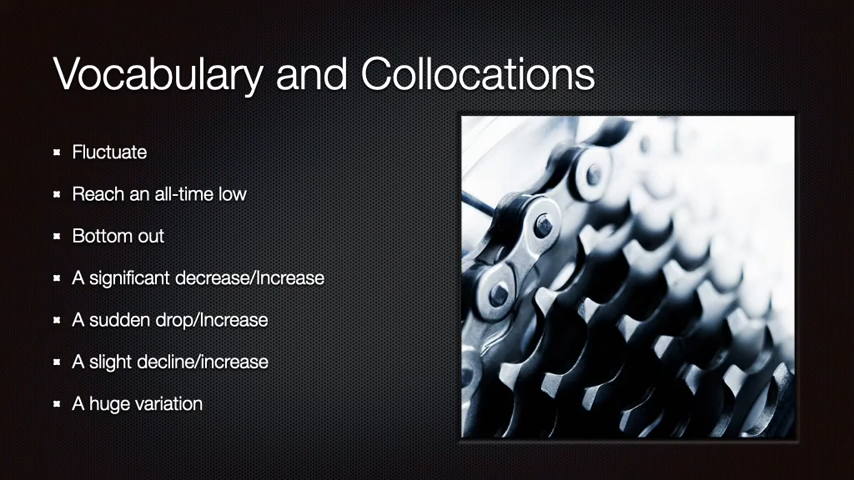 Vocabulary and Collocations
Fluctuate
Reach an all-time low
Bottom out
A significant decrease/Increase
A sudden drop/Increase
A slight decline/increase
A huge variation